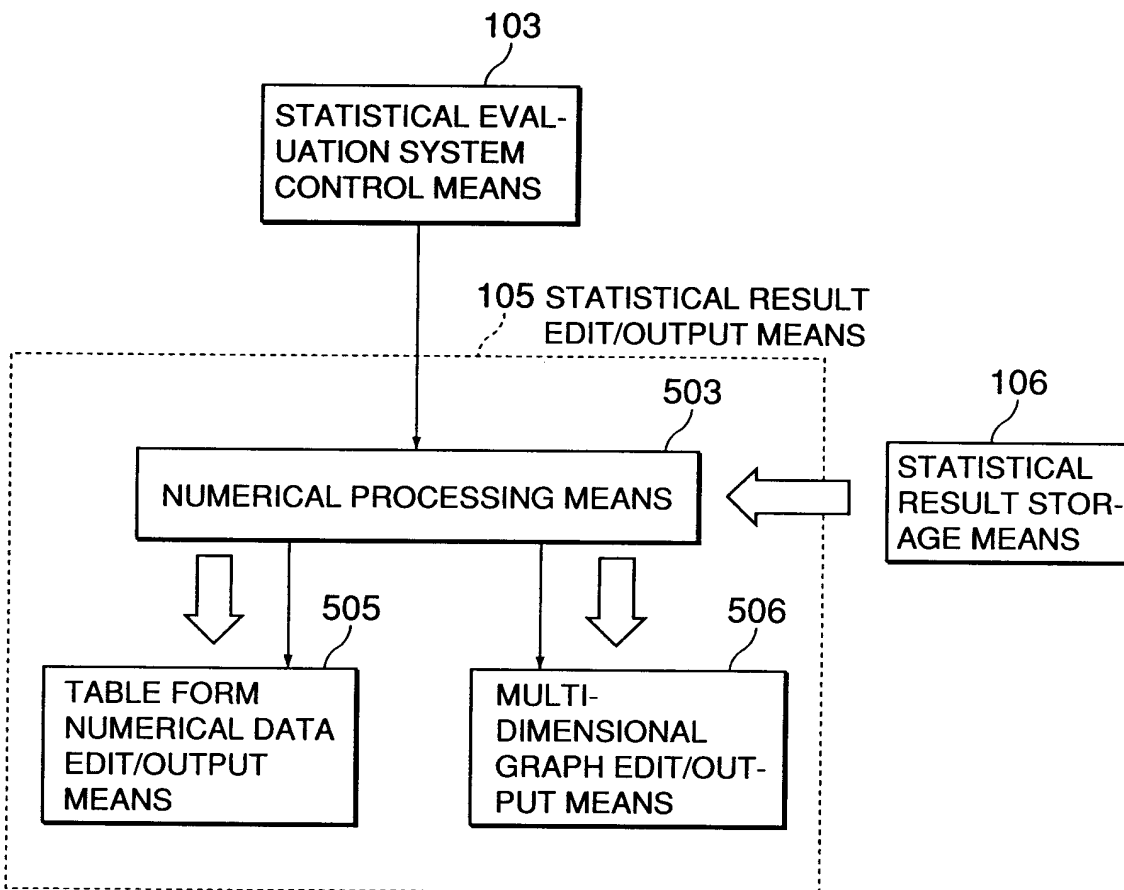 103
STATISTICAL EVAL-
UATION SYSTEM
CONTROL MEANS
105 STATISTICAL RESULT
EDIT/OUTPUT MEANS
503
NUMERICAL PROCESSING MEANS
106
STATISTICAL
RESULT STOR-
AGE MEANS
505
TABLE FORM
NUMERICAL DATA
EDIT/OUTPUT
MEANS
506
MULTI-
DIMENSIONAL
GRAPH EDIT/OUT-
PUT MEANS